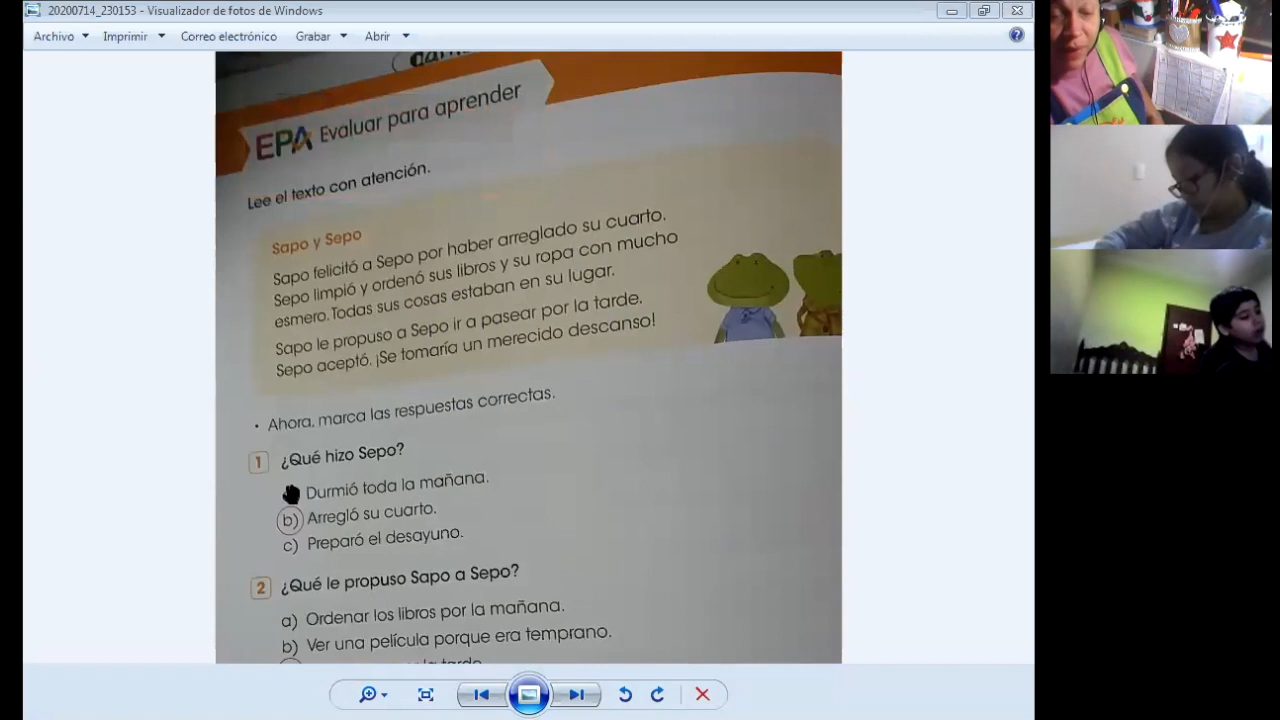 20200714_230153 - Visualizador de fotos de Windows
Archivo Imprimir Correo electrónico Grabar Abrir
EPA Evaluar para aprender
Lee el texto con atención.
Sapo y Sepo
Sapo felicitó a Sepo por haber arreglado su cuarto.
Sepo limpió y ordenó sus libros y su ropa con mucho
esmero. Todas sus cosas estaban en su lugar.
Sapo le propuso a Sepo ir a pasear por la tarde.
Sepo aceptó. ¡Se tomaría un merecido descanso!
• Ahora, marca las respuestas correctas.
1 ¿Qué hizo Sepo?
Durmió toda la mañana.
b) Arregló su cuarto.
c) Preparó el desayuno.
2 ¿Qué le propuso Sapo a Sepo?
a) Ordenar los libros por la mañana.
b) Ver una película porque era temprano.
la tarde.